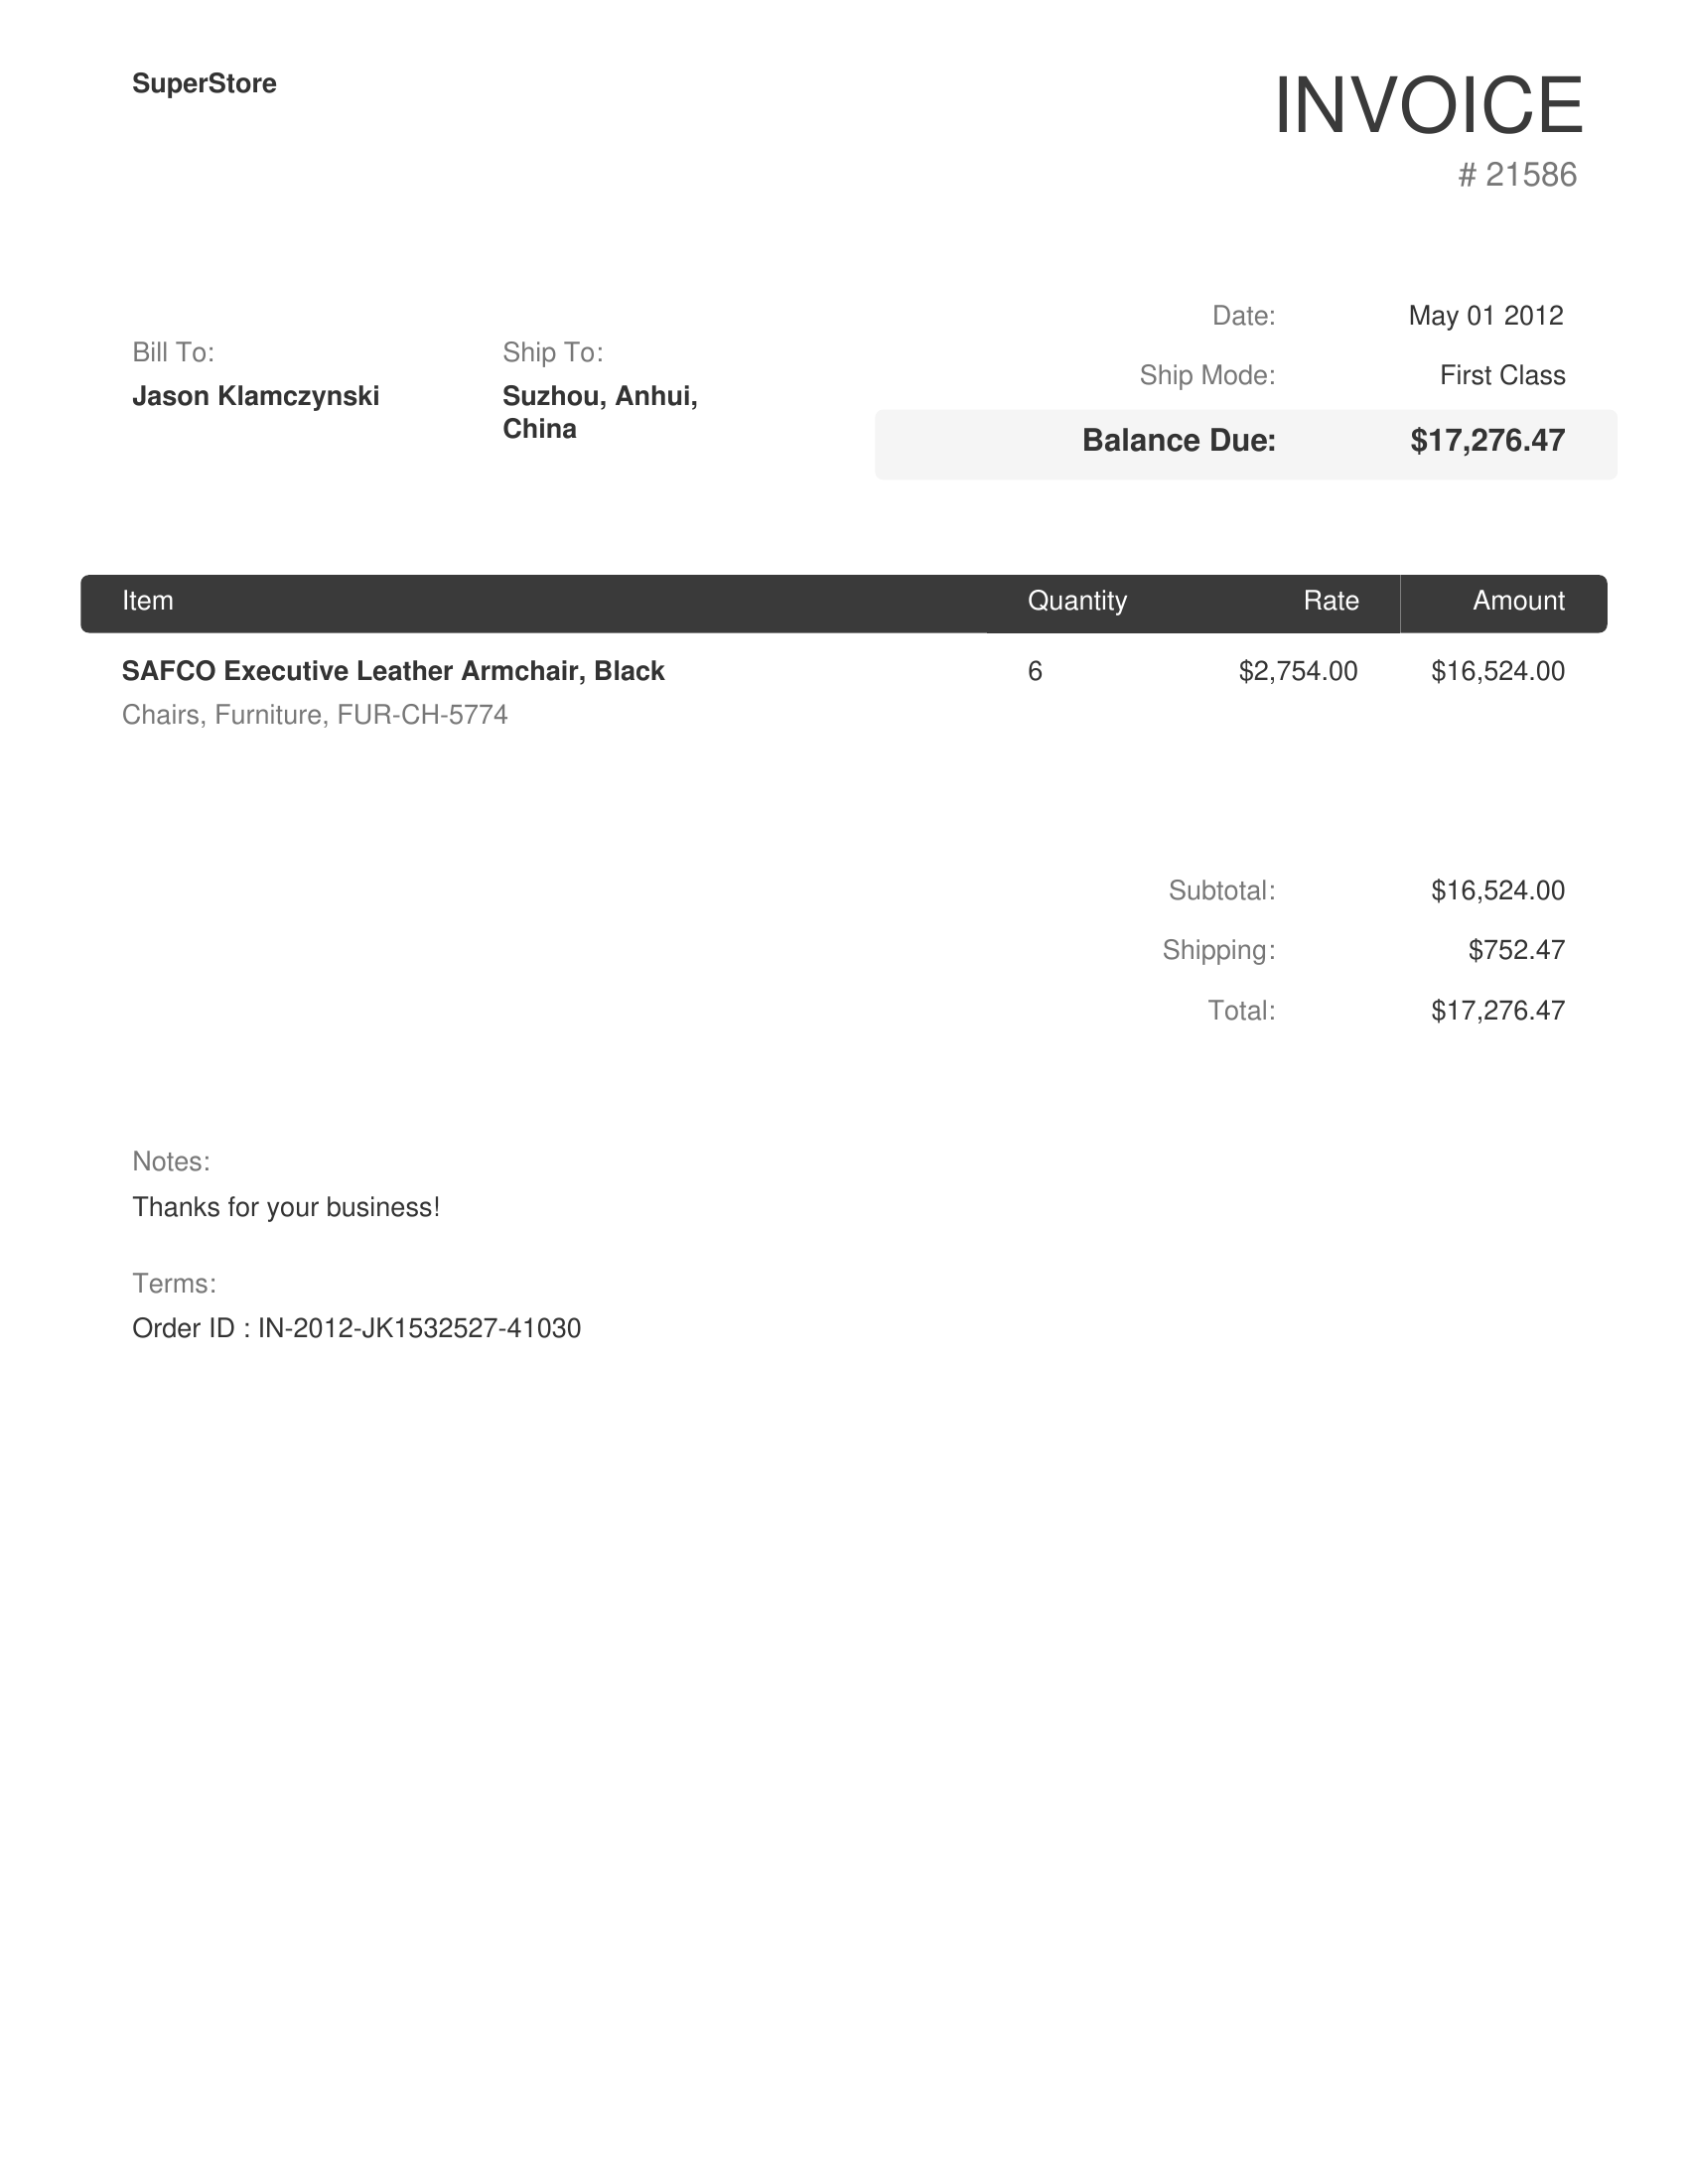 SuperStore
INVOICE
# 21586
Date: May 01 2012
Ship Mode: First Class
Balance Due: $17,276.47
Bill To:
Jason Klamczynski
Ship To:
Suzhou, Anhui,
China
Item Quantity Rate Amount
SAFCO Executive Leather Armchair, Black 6 $2,754.00 $16,524.00
Chairs, Furniture, FUR-CH-5774
Subtotal: $16,524.00
Shipping: $752.47
Total: $17,276.47
Notes:
Thanks for your business!
Terms:
Order ID : IN-2012-JK1532527-41030